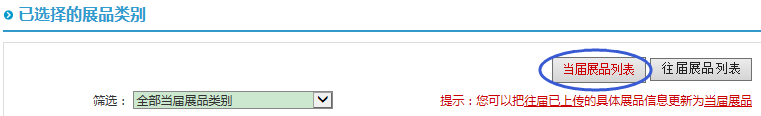 已选择的展品类别
当届展品列表 往届展品列表
筛选： 全部当届展品类别 提示：您可以把往届已上传的具体展品信息更新为当届展品